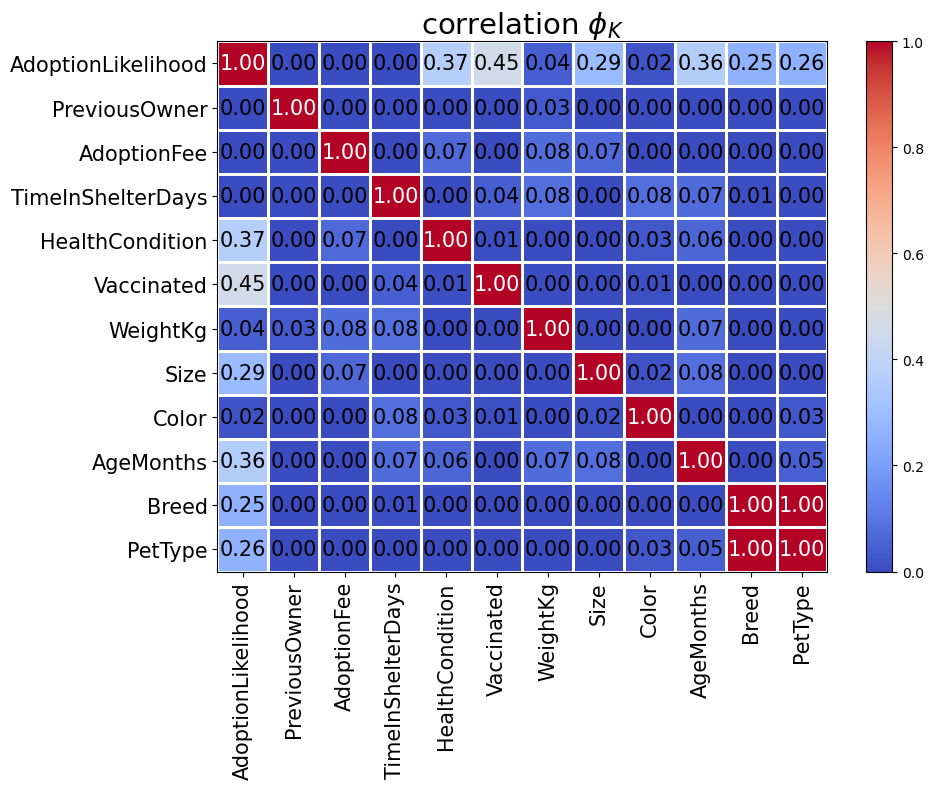 correlation ϕK
AdoptionLikelihood 1.00 0.00 0.00 0.00 0.37 0.45 0.04 0.29 0.02 0.36 0.25 0.26
PreviousOwner 0.00 1.00 0.00 0.00 0.00 0.00 0.03 0.00 0.00 0.00 0.00 0.00
AdoptionFee 0.00 0.00 1.00 0.00 0.07 0.00 0.08 0.07 0.00 0.00 0.00 0.00
TimeInShelterDays 0.00 0.00 0.00 1.00 0.00 0.04 0.08 0.00 0.08 0.07 0.01 0.00
HealthCondition 0.37 0.00 0.07 0.00 1.00 0.01 0.00 0.00 0.03 0.06 0.00 0.00
Vaccinated 0.45 0.00 0.00 0.04 0.01 1.00 0.00 0.00 0.01 0.00 0.00 0.00
WeightKg 0.04 0.03 0.08 0.08 0.00 0.00 1.00 0.00 0.00 0.07 0.00 0.00
Size 0.29 0.00 0.07 0.00 0.00 0.00 0.00 1.00 0.02 0.08 0.00 0.00
Color 0.02 0.00 0.00 0.08 0.03 0.01 0.00 0.02 1.00 0.00 0.00 0.03
AgeMonths 0.36 0.00 0.00 0.07 0.06 0.00 0.07 0.08 0.00 1.00 0.00 0.05
Breed 0.25 0.00 0.00 0.01 0.00 0.00 0.00 0.00 0.00 0.00 1.00 1.00
PetType 0.26 0.00 0.00 0.00 0.00 0.00 0.00 0.00 0.03 0.05 1.00 1.00
AdoptionLikelihood
PreviousOwner
AdoptionFee
TimeInShelterDays
HealthCondition
Vaccinated
WeightKg
Size
Color
AgeMonths
Breed
PetType
1.0
0.8
0.6
0.4
0.2
0.0